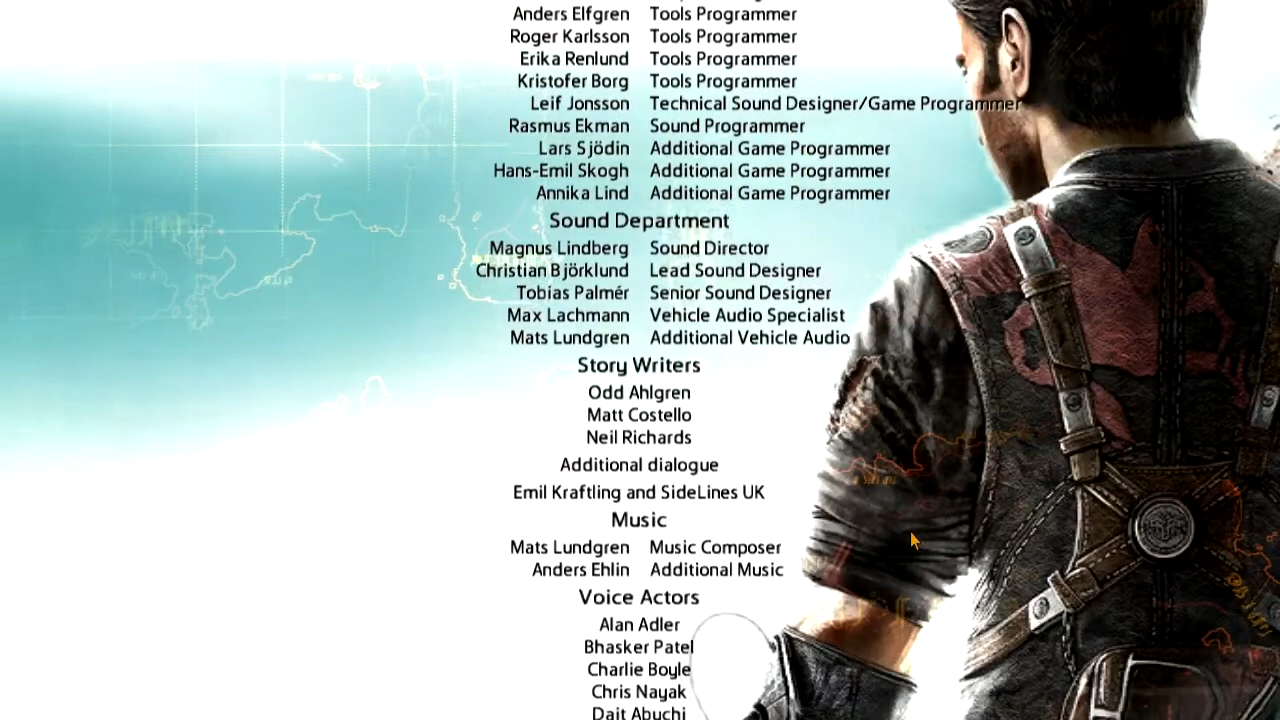 Anders Elfgren Tools Programmer
Roger Karlsson Tools Programmer
Erika Renlund Tools Programmer
Kristofer Borg Tools Programmer
Leif Jonsson Technical Sound Designer/Game Programmer
Rasmus Ekman Sound Programmer
Lars Sjödin Additional Game Programmer
Hans-Emil Skogh Additional Game Programmer
Annika Lind Additional Game Programmer
Sound Department
Magnus Lindberg Sound Director
Christian Björklund Lead Sound Designer
Tobias Palmér Senior Sound Designer
Max Lachmann Vehicle Audio Specialist
Mats Lundgren Additional Vehicle Audio
Story Writers
Odd Ahlgren
Matt Costello
Neil Richards
Additional dialogue
Emil Kraftling and SideLines UK
Music
Mats Lundgren Music Composer
Anders Ehlin Additional Music
Voice Actors
Alan Adler
Bhasker Patel
Charlie Boyle
Chris Nayak
Dait Abuchi